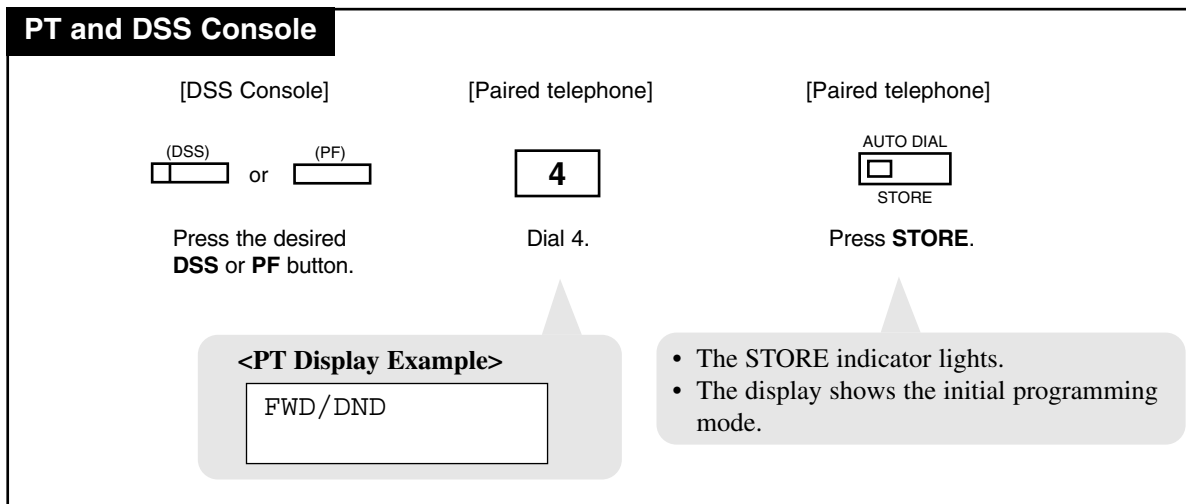 PT and DSS Console
[DSS Console]
[Paired telephone]
[Paired telephone]
(DSS)
or
(PF)
4
AUTO DIAL
STORE
Press the desired
DSS or PF button.
Dial 4.
Press STORE.
<PT Display Example>
FWD/DND
• The STORE indicator lights.
• The display shows the initial programming
mode.